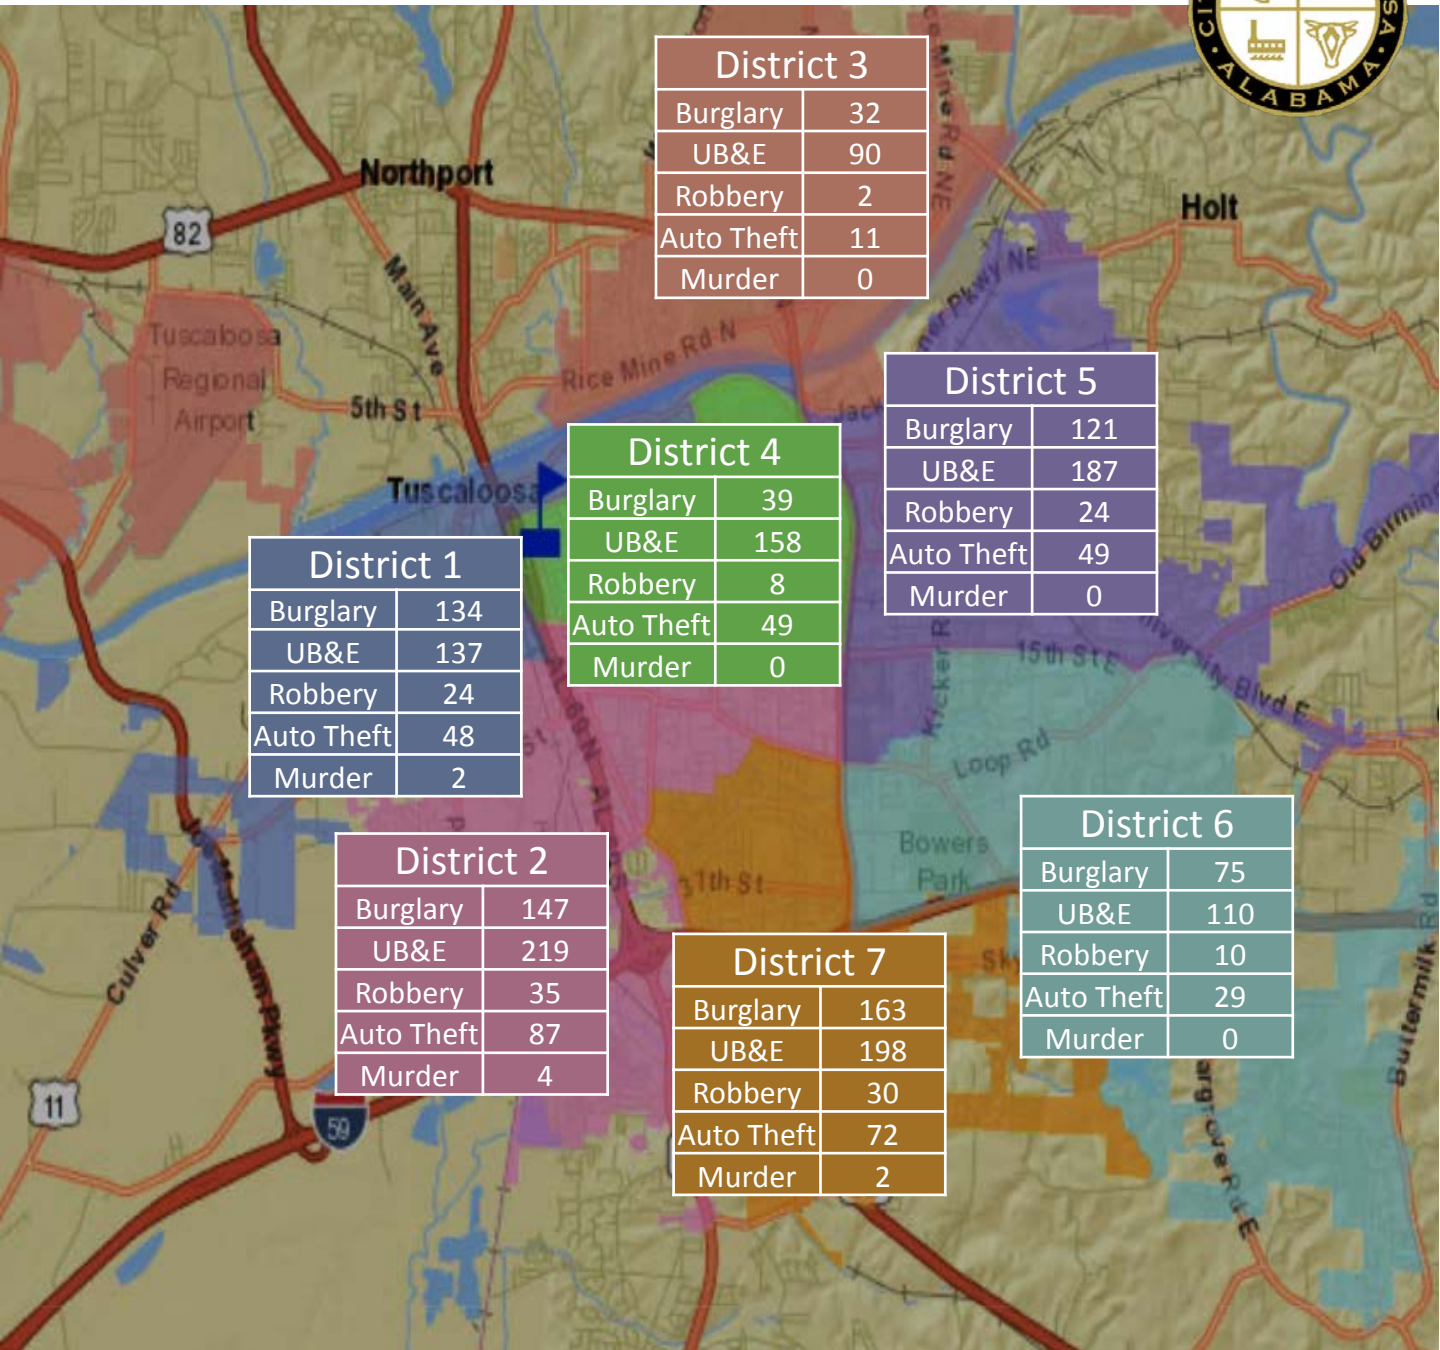 ALABAMA
District 3
Burglary 32
UB&E 90
Robbery 2
Auto Theft 11
Murder 0
Northport
Holt
82
Main Ave
Tuscaloosa
Regional
Airport
Rice Mine Rd N
5th St
District 5
Burglary 121
UB&E 187
Robbery 24
Auto Theft 49
Murder 0
District 4
Burglary 39
UB&E 158
Robbery 8
Auto Theft 49
Murder 0
Tuscaloosa
District 1
Burglary 134
UB&E 137
Robbery 24
Auto Theft 48
Murder 2
15th St E
Loop Rd
Bowers
Park
District 6
Burglary 75
UB&E 110
Robbery 10
Auto Theft 29
Murder 0
District 2
Burglary 147
UB&E 219
Robbery 35
Auto Theft 87
Murder 4
Culver Rd
District 7
Burglary 163
UB&E 198
Robbery 30
Auto Theft 72
Murder 2
11
59